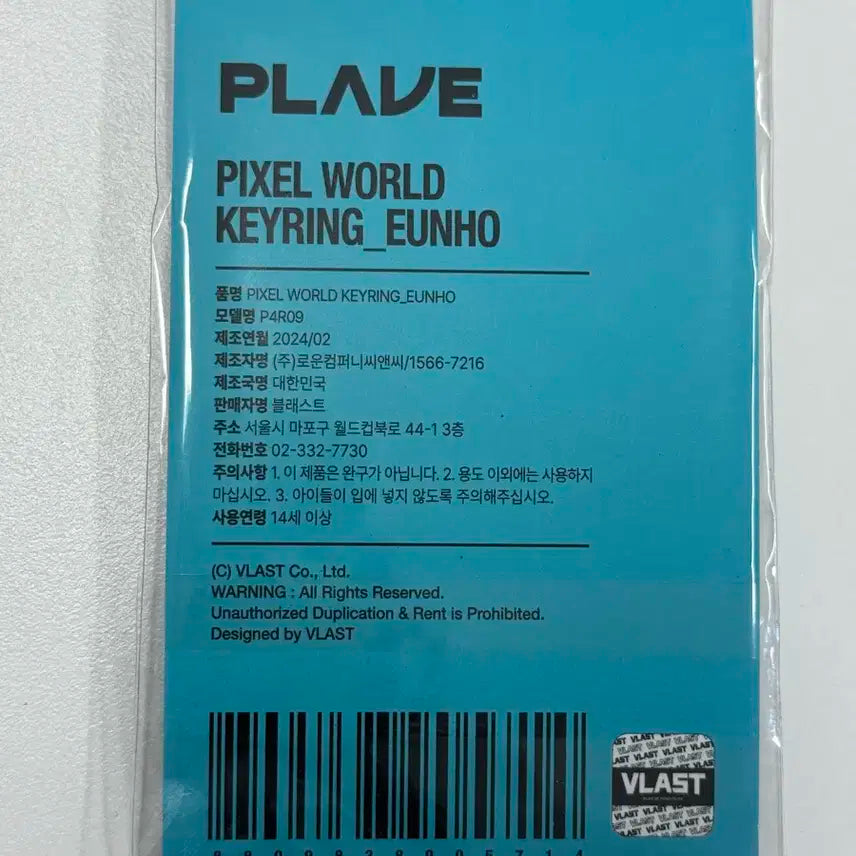 PLAVE
PIXEL WORLD
KEYRING_EUNHO
품명 PIXEL WORLD KEYRING_EUNHO
모델명 P4R09
제조연월 2024/02
제조자명 (주)로운컴퍼니씨앤씨/1566-7216
제조국명 대한민국
판매자명 블래스트
주소 서울시 마포구 월드컵북로 44-1 3층
전화번호 02-332-7730
주의사항 1. 이 제품은 완구가 아닙니다. 2. 용도 이외에는 사용하지
마십시오. 3. 아이들이 입에 넣지 않도록 주의해주십시오.
사용연령 14세 이상
(C) VLAST Co., Ltd.
WARNING : All Rights Reserved.
Unauthorized Duplication & Rent is Prohibited.
Designed by VLAST
VLAST